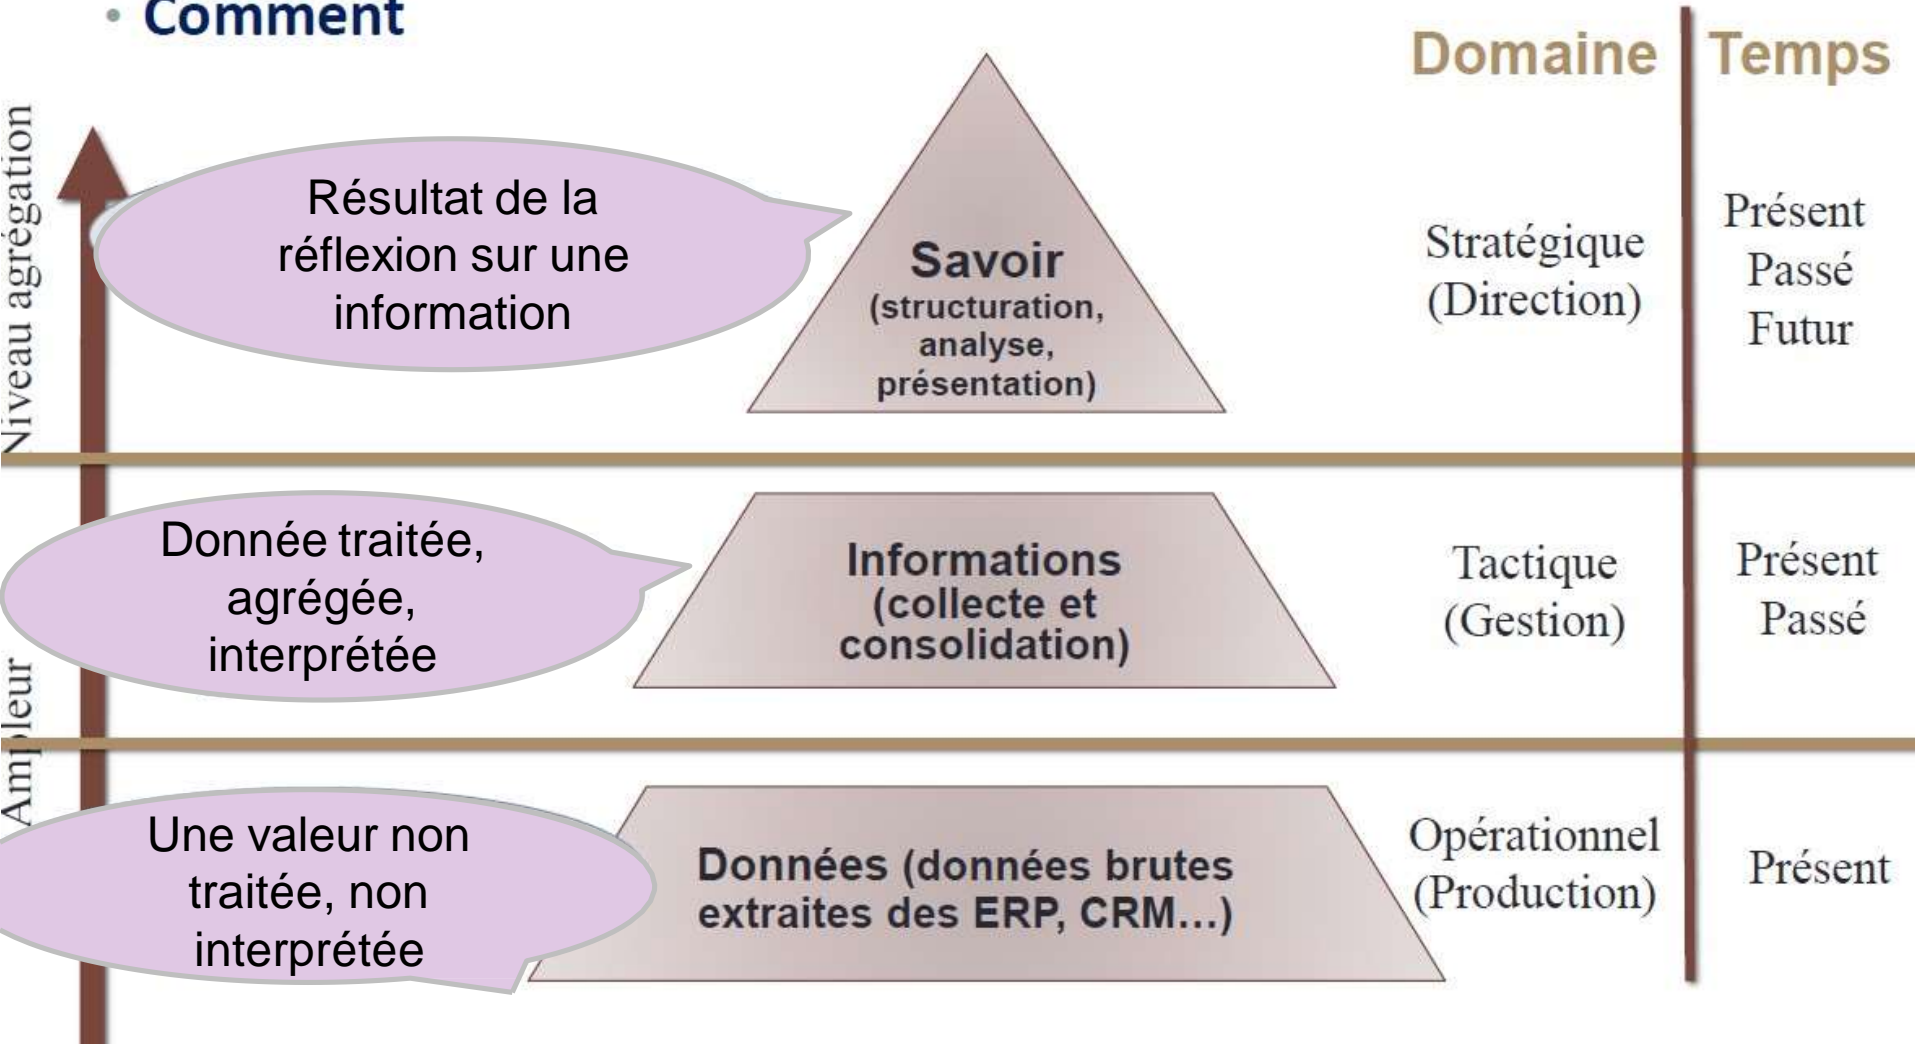 • Comment
Domaine
Temps
Niveau agrégation
Résultat de la
réflexion sur une
information
Savoir
(structuration,
analyse,
présentation)
Stratégique
(Direction)
Présent
Passé
Futur
Donnée traitée,
agrégée,
interprétée
Informations
(collecte et
consolidation)
Tactique
(Gestion)
Présent
Passé
Ampleur
Une valeur non
traitée, non
interprétée
Données (données brutes
extraites des ERP, CRM...)
Opérationnel
(Production)
Présent